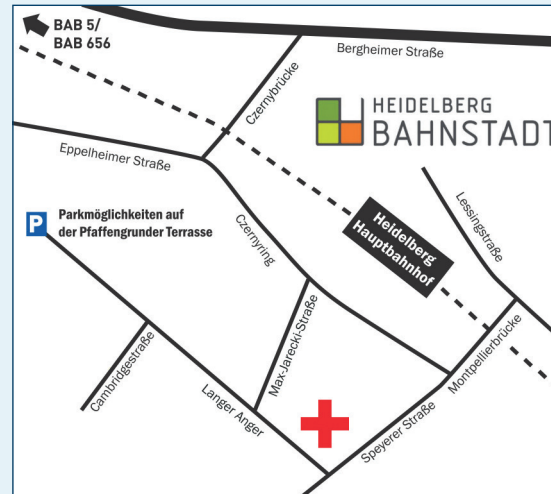 BAB 5/
BAB 656
Bergheimer Straße
Czernybrücke
HEIDELBERG
BAHNSTADT
Eppelheimer Straße
Lessingstraße
P
Parkmöglichkeiten auf
der Pfaffengrunder Terrasse
Czernyring
Heidelberg
Hauptbahnhof
Max-Jarecki-Straße
Montpellierbrücke
Cambridgestraße
Langer Anger
Speyerer Straße